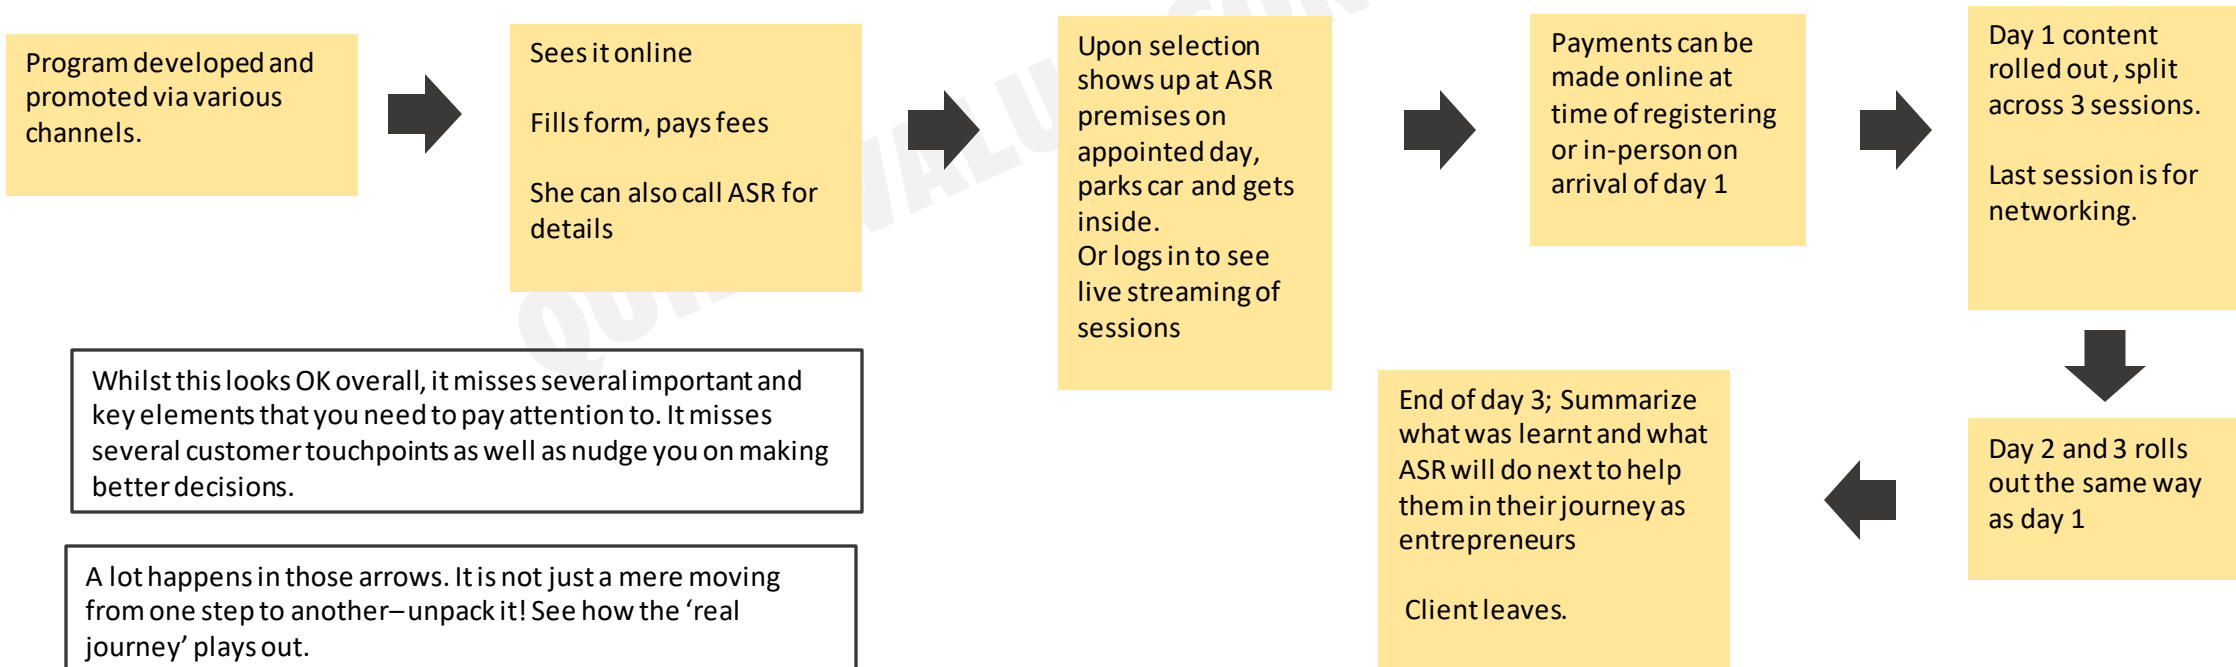 Program developed and
promoted via various
channels.
Sees it online
Fills form, pays fees
She can also call ASR for
details
Upon selection
shows up at ASR
premises on
appointed day,
parks car and gets
inside.
Or logs in to see
live streaming of
sessions
Payments can be
made online at
time of registering
or in-person on
arrival of day 1
Day 1 content
rolled out , split
across 3 sessions.
Last session is for
networking.
Day 2 and 3 rolls
out the same way
as day 1
End of day 3; Summarize
what was learnt and what
ASR will do next to help
them in their journey as
entrepreneurs
Client leaves.
Whilst this looks OK overall, it misses several important and
key elements that you need to pay attention to. It misses
several customer touchpoints as well as nudge you on making
better decisions.
A lot happens in those arrows. It is not just a mere moving
from one step to another– unpack it! See how the ‘real
journey’ plays out.